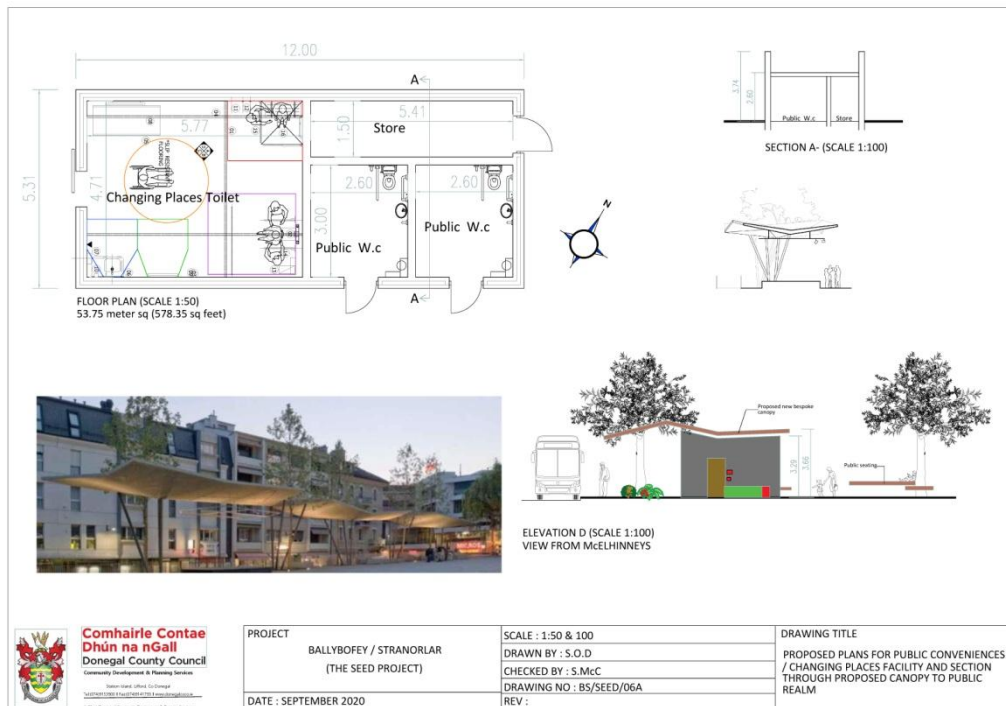 12.00
5.31
5.77
4.71
A
5.41
1.50
Store
2.60
2.60
3.00
Changing Places Toilet
Public W.c
Public W.c
A
FLOOR PLAN (SCALE 1:50)
53.75 meter sq (578.35 sq feet)
N
3.74
2.60
Public W.c
Store
SECTION A- (SCALE 1:100)
Proposed new bespoke
canopy
3.29
3.66
Public seating
ELEVATION D (SCALE 1:100)
VIEW FROM McELHINNEYS
Comhairle Contae
Dhún na nGall
Donegal County Council
Community Development & Planning Services
PROJECT
BALLYBOFEY / STRANORLAR
(THE SEED PROJECT)
DATE : SEPTEMBER 2020
SCALE : 1:50 & 100
DRAWN BY : S.O.D
CHECKED BY : S.McC
DRAWING NO : BS/SEED/06A
REV :
DRAWING TITLE
PROPOSED PLANS FOR PUBLIC CONVENIENCES
/ CHANGING PLACES FACILITY AND SECTION
THROUGH PROPOSED CANOPY TO PUBLIC
REALM